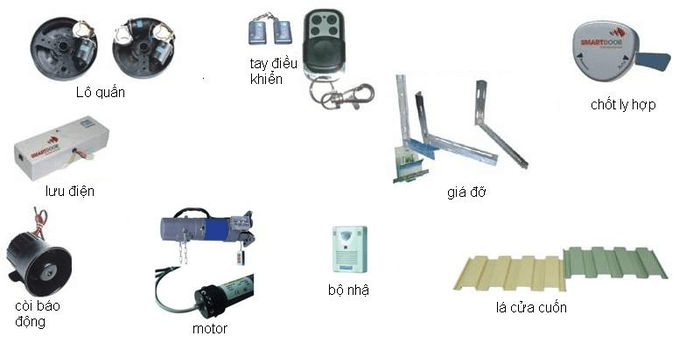 tay điều
khiển
SMARTDOOR
Lô quấn
chốt ly hợp
SMARTDOOR
lưu điện
giá đỡ
còi báo
động
motor
bộ nhậ
lá cửa cuốn